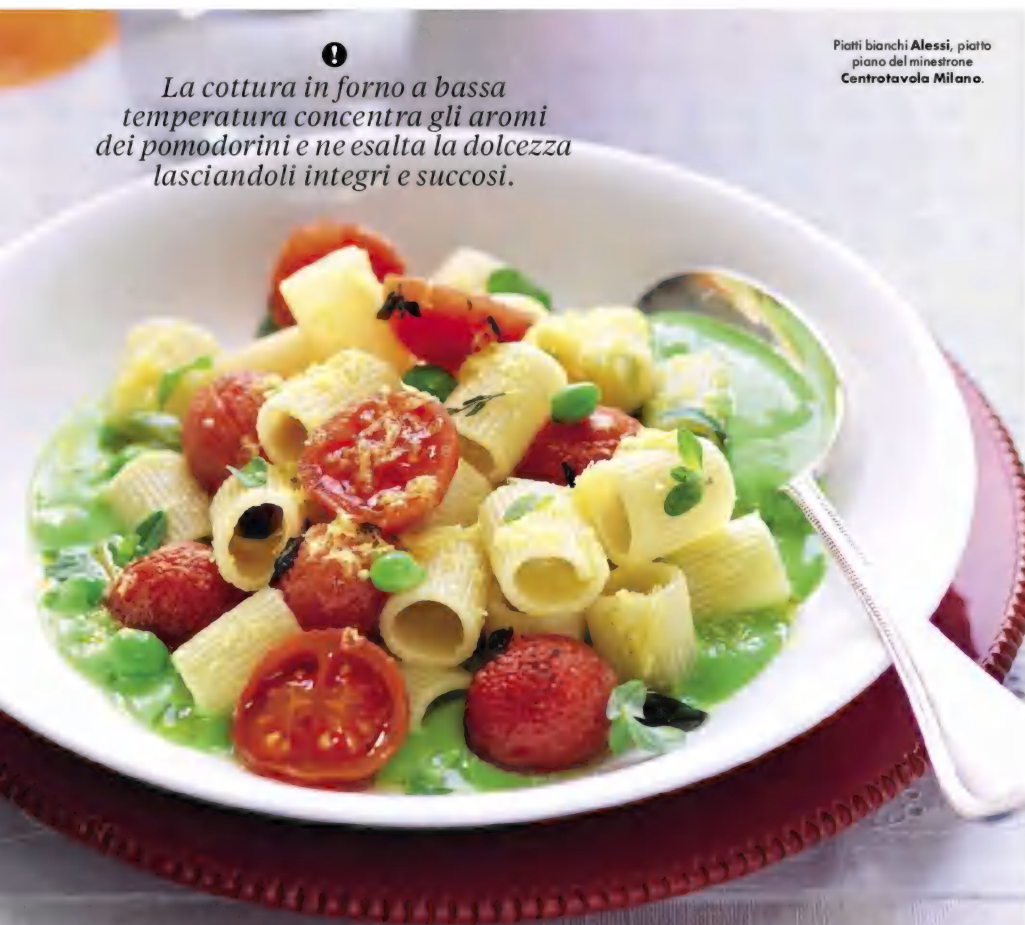 !
La cottura in forno a bassa
temperatura concentra gli aromi
dei pomodorini e ne esalta la dolcezza
lasciandoli integri e succosi.
Piatti bianchi Alessi, piatto
piano del minestrone
Centrotavola Milano.